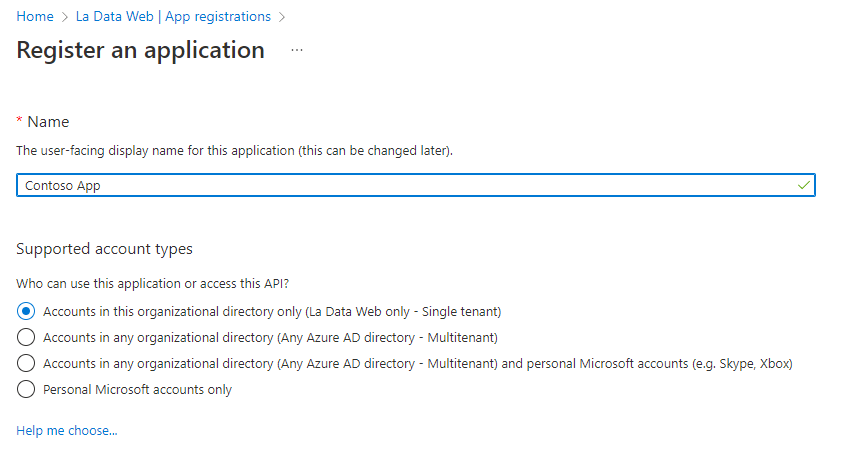 Home > La Data Web | App registrations >
Register an application ...
* Name
The user-facing display name for this application (this can be changed later).
Contoso App
Supported account types
Who can use this application or access this API?
Accounts in this organizational directory only (La Data Web only - Single tenant)
Accounts in any organizational directory (Any Azure AD directory - Multitenant)
Accounts in any organizational directory (Any Azure AD directory - Multitenant) and personal Microsoft accounts (e.g. Skype, Xbox)
Personal Microsoft accounts only
Help me choose...